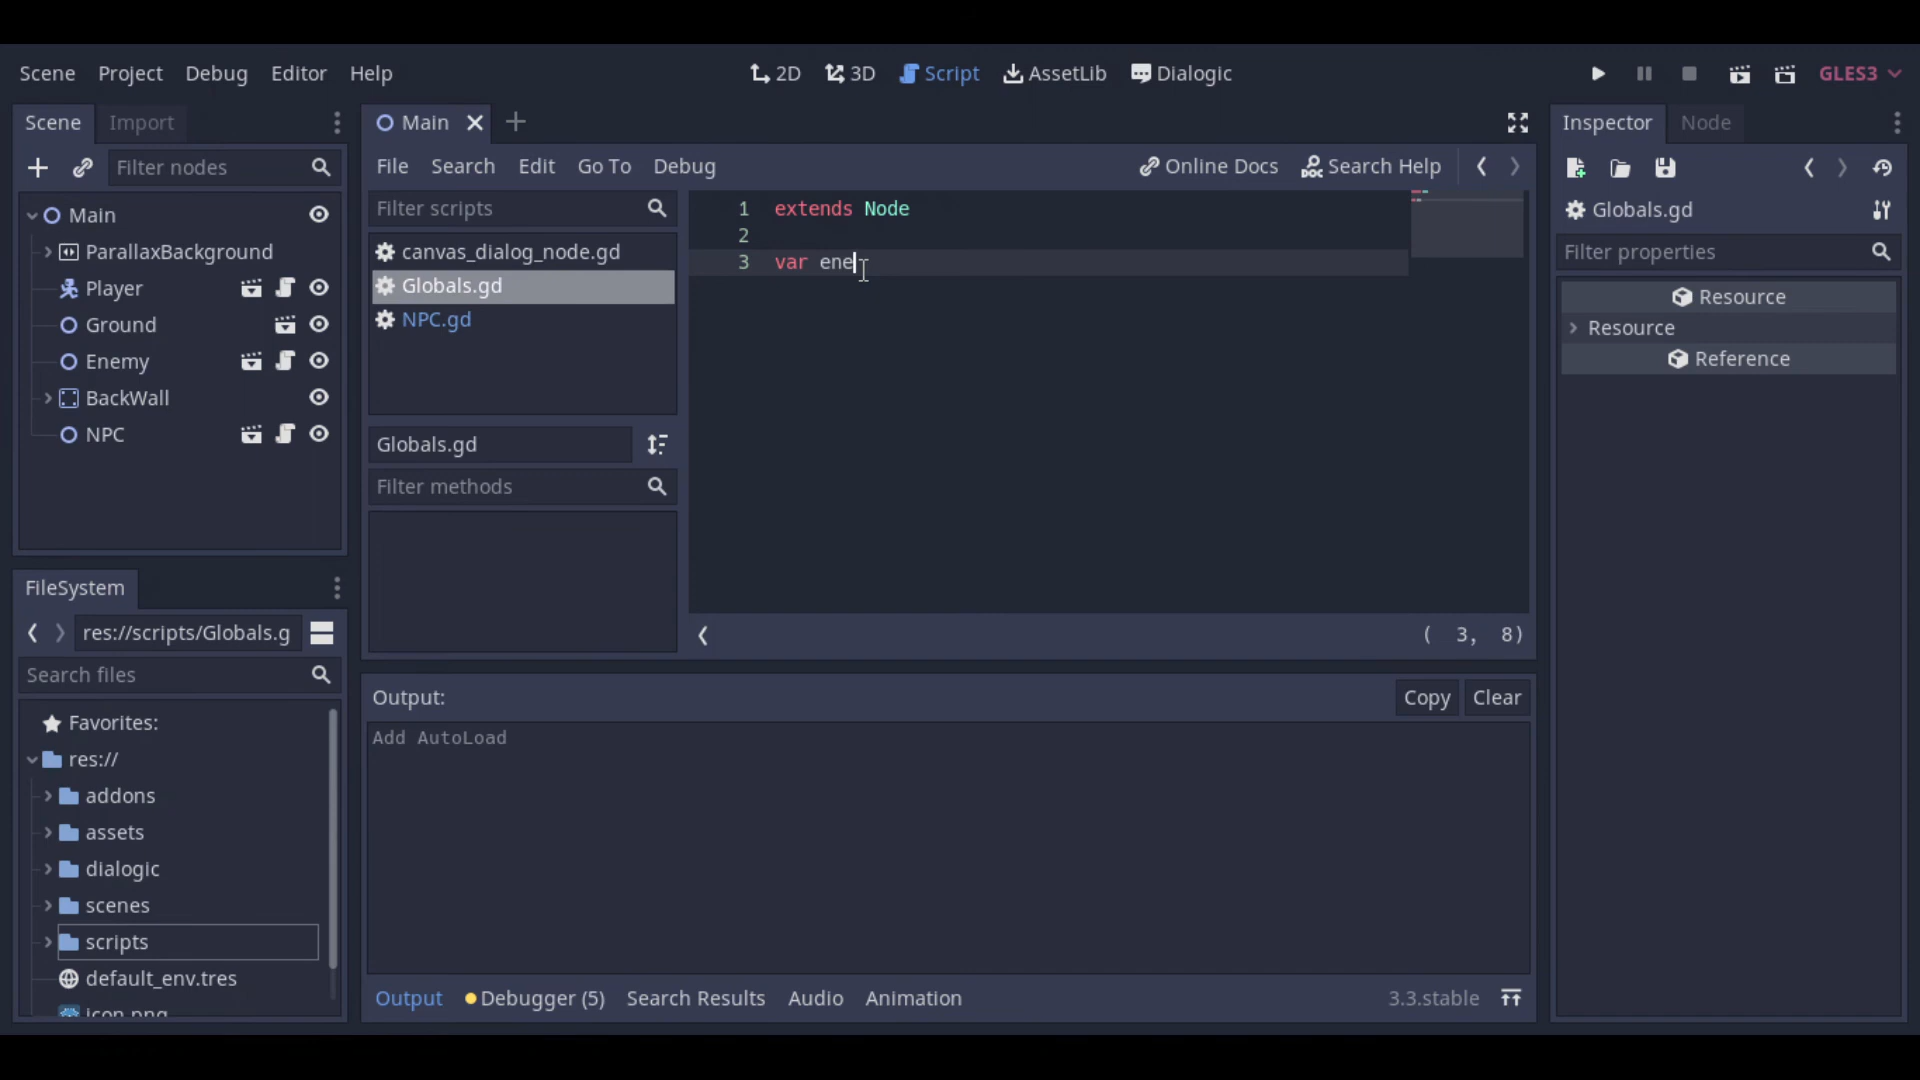 Scene Project Debug Editor Help
2D 3D Script AssetLib Dialogic
GLES3
Scene Import
Filter nodes
Main
ParallaxBackground
Player
Ground
Enemy
BackWall
NPC
FileSystem
res://scripts/Globals.g
Search files
Favorites:
res://
addons
assets
dialogic
scenes
scripts
default_env.tres
icon.png
Main
File Search Edit Go To Debug
Online Docs Search Help
Filter scripts
canvas_dialog_node.gd
Globals.gd
NPC.gd
Globals.gd
Filter methods
1 extends Node
2
3 var ene
( 3, 8)
Output:
Copy Clear
Add AutoLoad
Output Debugger (5) Search Results Audio Animation
3.3.stable
Inspector Node
Globals.gd
Filter properties
Resource
Resource
Reference